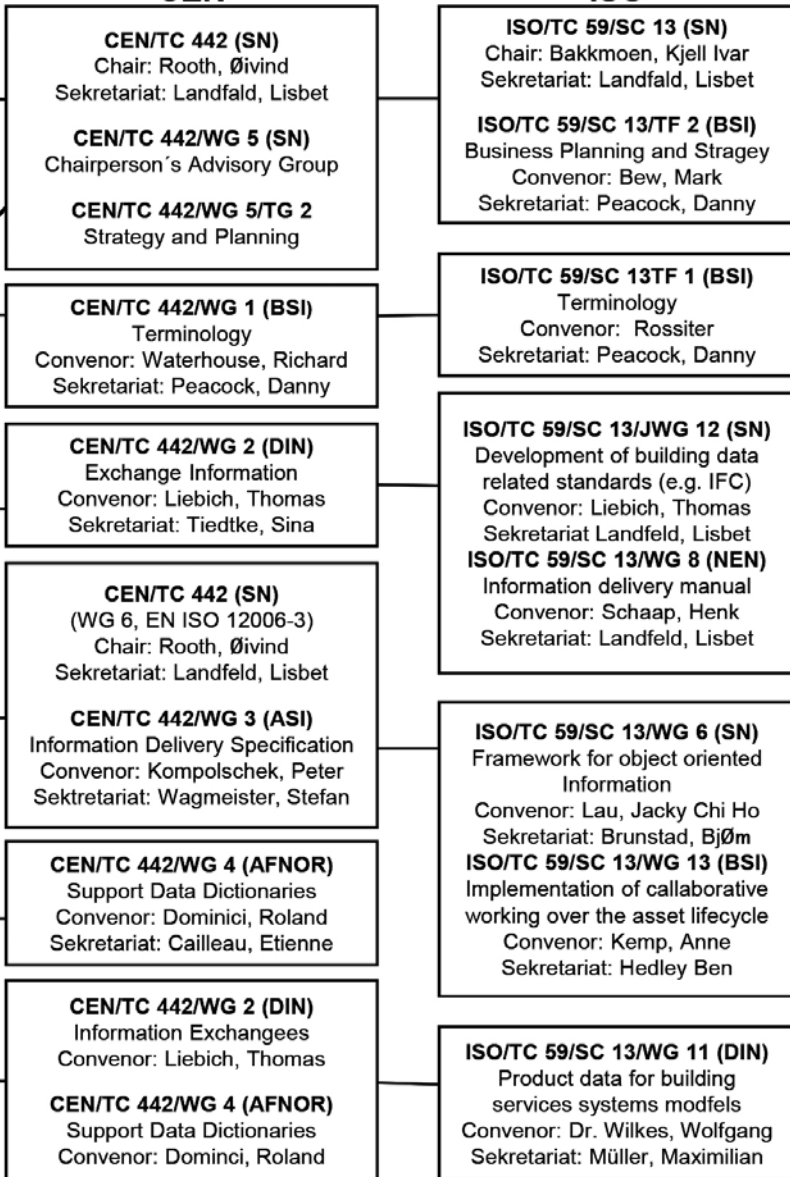 CEN/TC 442 (SN)
Chair: Rooth, Øivind
Sekretariat: Landfald, Lisbet
CEN/TC 442/WG 5 (SN)
Chairperson´s Advisory Group
CEN/TC 442/WG 5/TG 2
Strategy and Planning
CEN/TC 442/WG 1 (BSI)
Terminology
Convenor: Waterhouse, Richard
Sekretariat: Peacock, Danny
CEN/TC 442/WG 2 (DIN)
Exchange Information
Convenor: Liebich, Thomas
Sekretariat: Tiedtke, Sina
CEN/TC 442 (SN)
(WG 6, EN ISO 12006-3)
Chair: Rooth, Øivind
Sekretariat: Landfeld, Lisbet
CEN/TC 442/WG 3 (ASI)
Information Delivery Specification
Convenor: Kompolschek, Peter
Sektretariat: Wagmeister, Stefan
CEN/TC 442/WG 4 (AFNOR)
Support Data Dictionaries
Convenor: Dominici, Roland
Sekretariat: Cailleau, Etienne
CEN/TC 442/WG 2 (DIN)
Information Exchangees
Convenor: Liebich, Thomas
CEN/TC 442/WG 4 (AFNOR)
Support Data Dictionaries
Convenor: Dominci, Roland
ISO/TC 59/SC 13 (SN)
Chair: Bakkmoen, Kjell Ivar
Sekretariat: Landfald, Lisbet
ISO/TC 59/SC 13/TF 2 (BSI)
Business Planning and Stragey
Convenor: Bew, Mark
Sekretariat: Peacock, Danny
ISO/TC 59/SC 13TF 1 (BSI)
Terminology
Convenor: Rossiter
Sekretariat: Peacock, Danny
ISO/TC 59/SC 13/JWG 12 (SN)
Development of building data
related standards (e.g. IFC)
Convenor: Liebich, Thomas
Sekretariat Landfeld, Lisbet
ISO/TC 59/SC 13/WG 8 (NEN)
Information delivery manual
Convenor: Schaap, Henk
Sekretariat: Landfeld, Lisbet
ISO/TC 59/SC 13/WG 6 (SN)
Framework for object oriented
Information
Convenor: Lau, Jacky Chi Ho
Sekretariat: Brunstad, BjØm
ISO/TC 59/SC 13/WG 13 (BSI)
Implementation of callaborative
working over the asset lifecycle
Convenor: Kemp, Anne
Sekretariat: Hedley Ben
ISO/TC 59/SC 13/WG 11 (DIN)
Product data for building
services systems modfels
Convenor: Dr. Wilkes, Wolfgang
Sekretariat: Müller, Maximilian